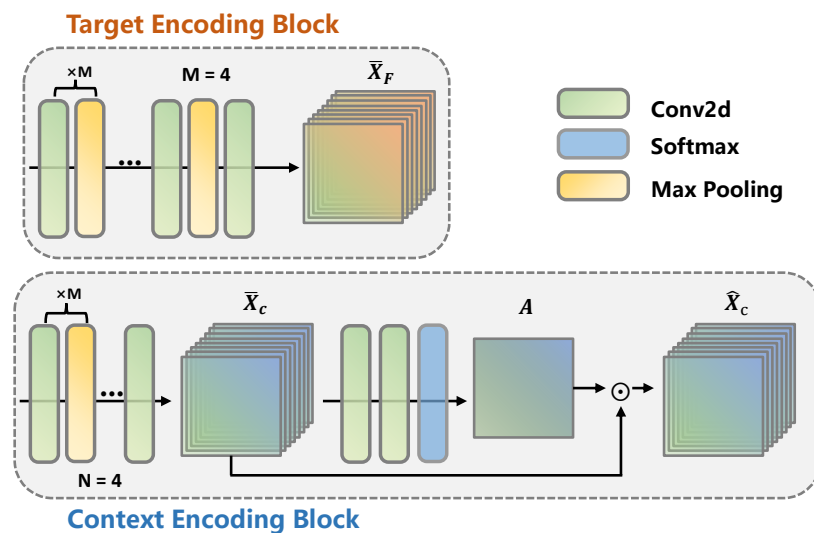 Target Encoding Block
×M
M = 4
X̅_F
•••
Conv2d
Softmax
Max Pooling
×M
X̅_c
A
X̂_c
•••
⊙
N = 4
Context Encoding Block